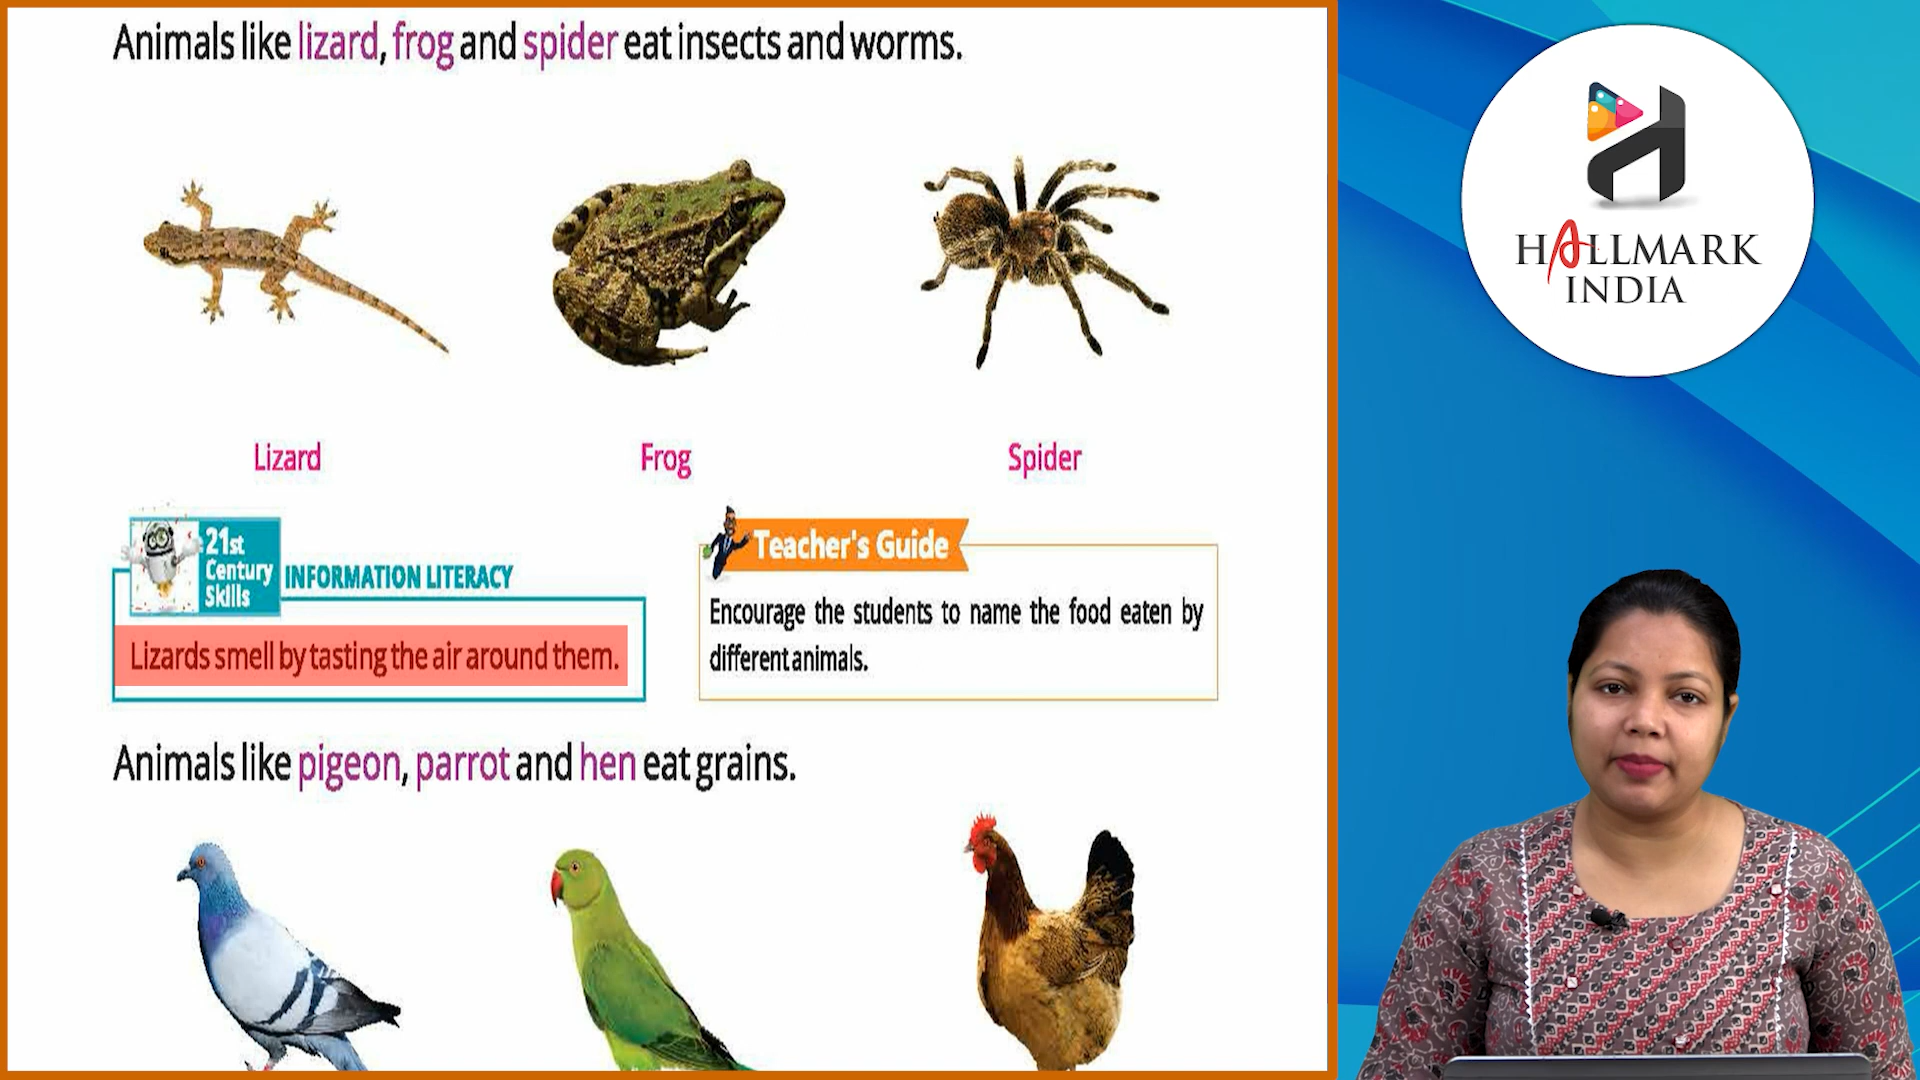 Animals like lizard, frog and spider eat insects and worms.
Lizard
Frog
Spider
21st
Century
Skills
INFORMATION LITERACY
Lizards smell by tasting the air around them.
Teacher's Guide
Encourage the students to name the food eaten by
different animals.
Animals like pigeon, parrot and hen eat grains.
HALLMARK
INDIA